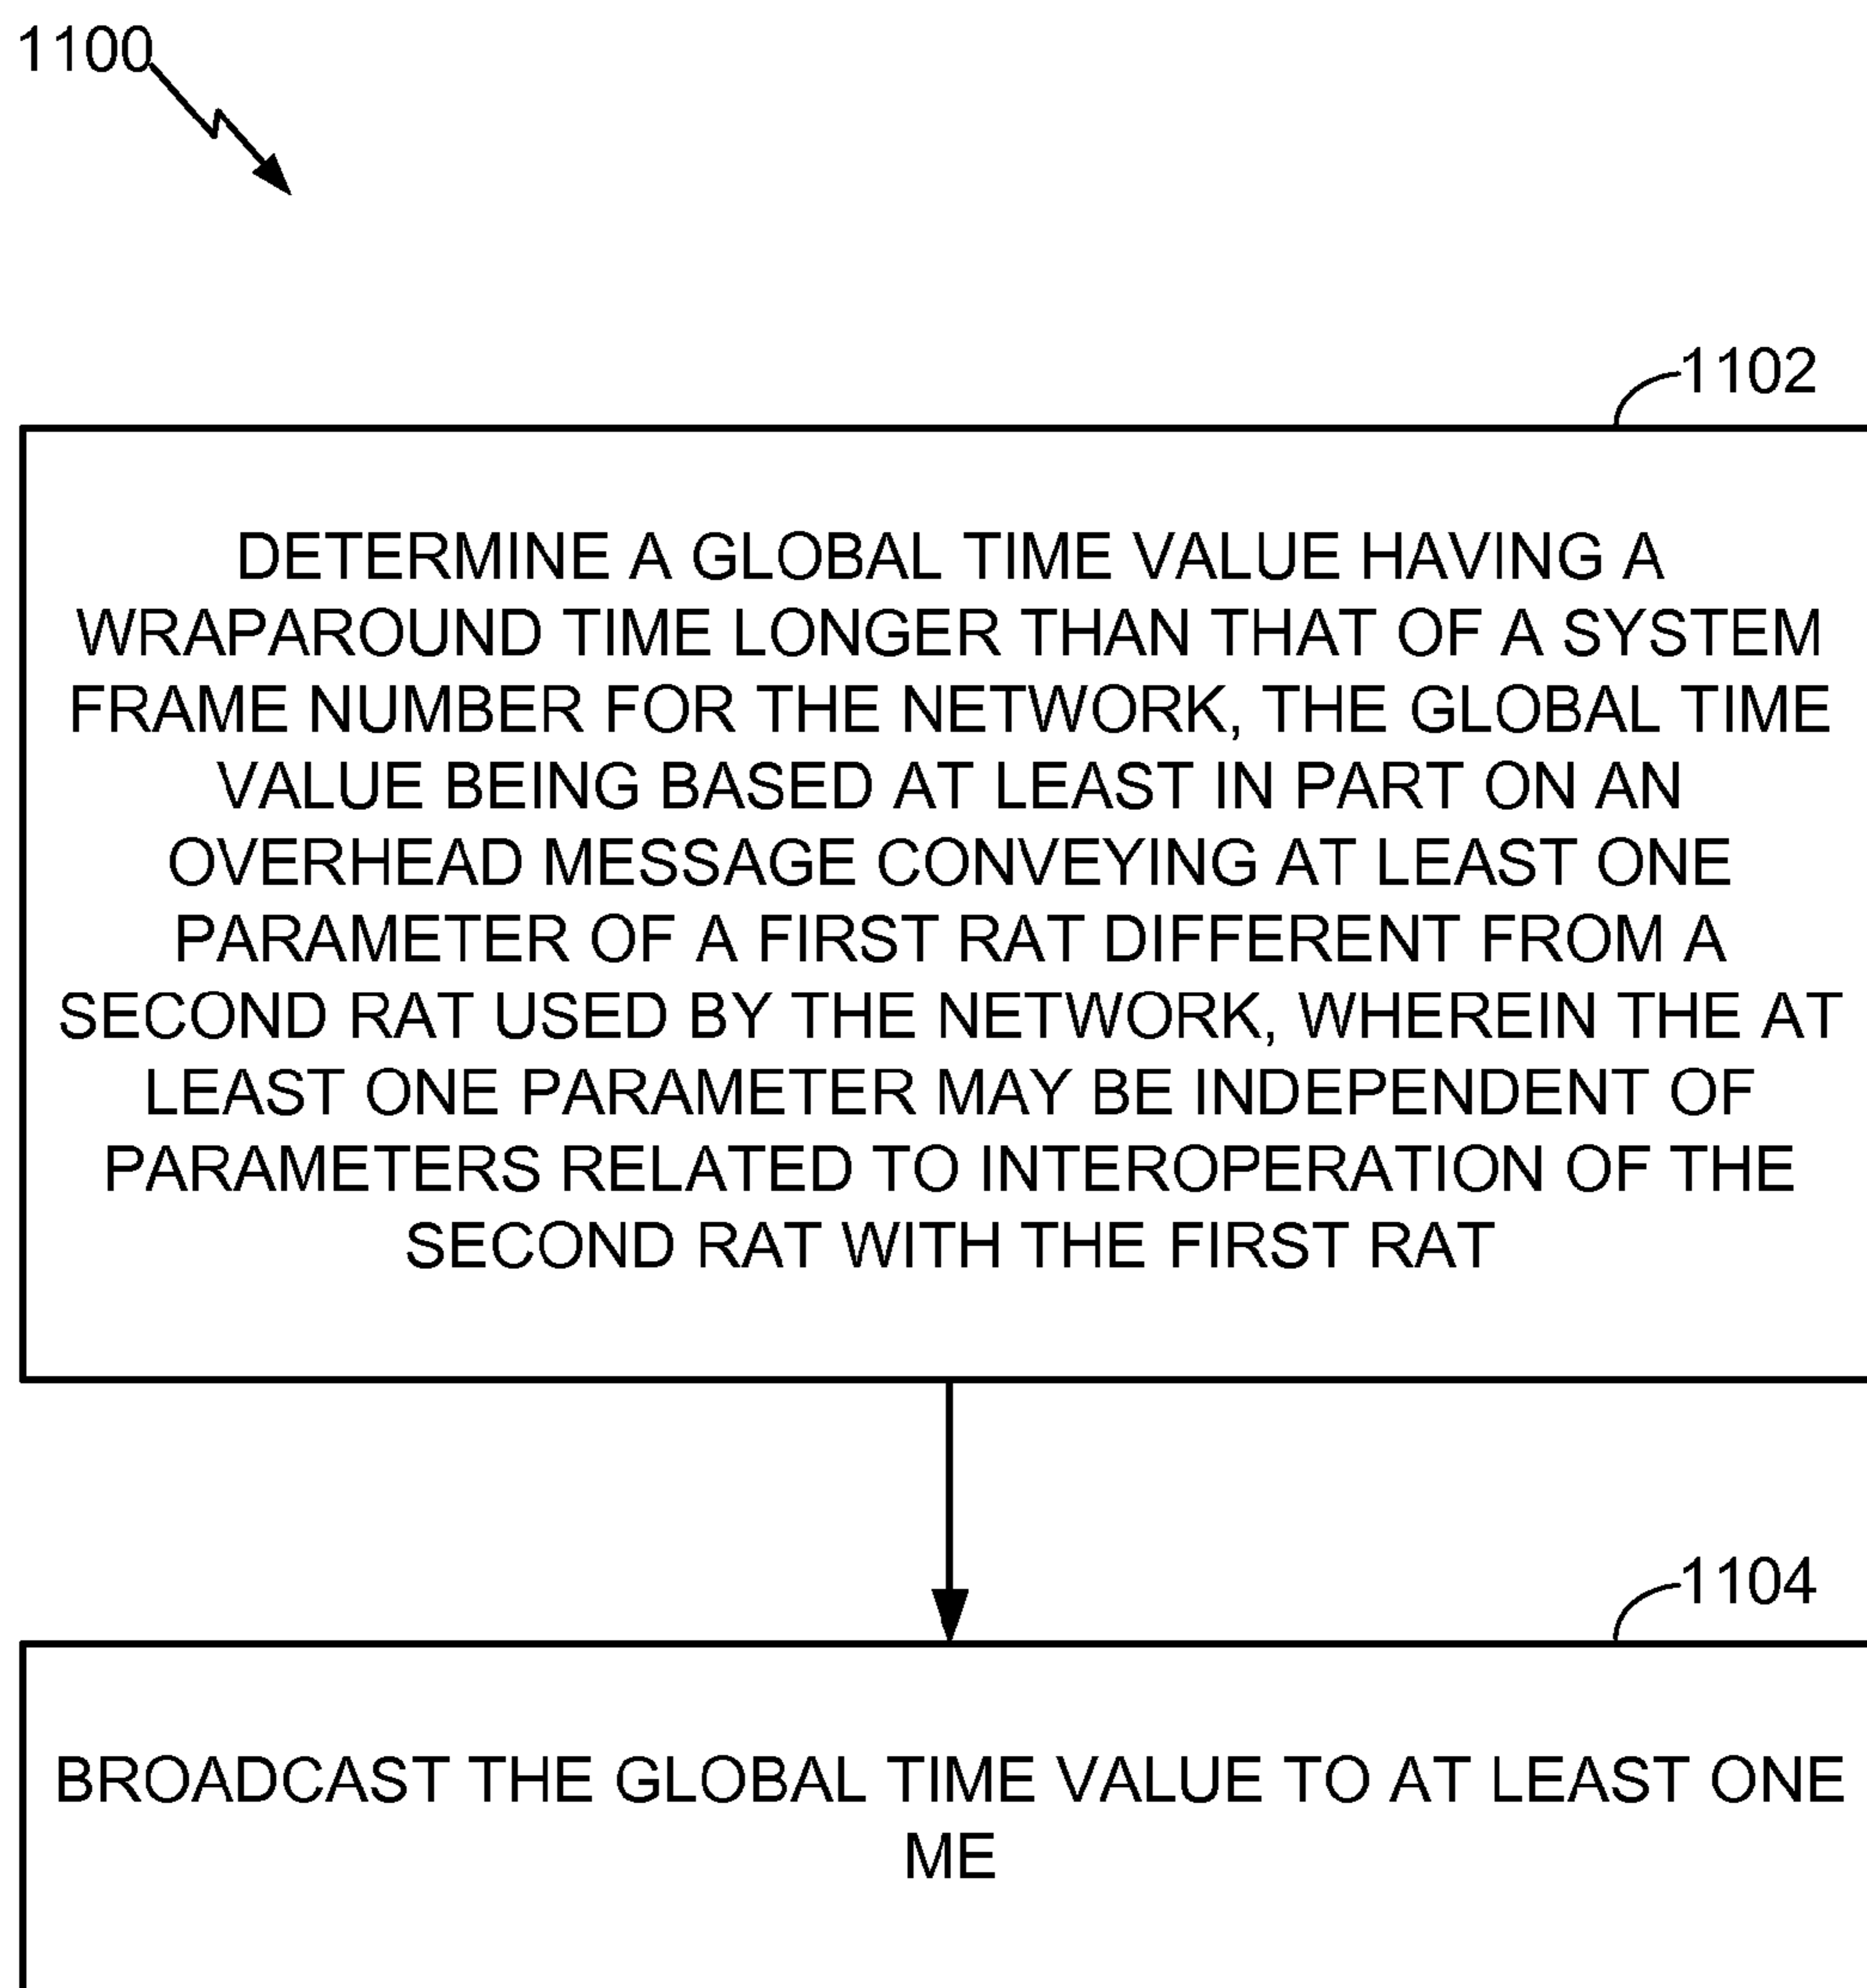 1100
1102
DETERMINE A GLOBAL TIME VALUE HAVING A
WRAPAROUND TIME LONGER THAN THAT OF A SYSTEM
FRAME NUMBER FOR THE NETWORK, THE GLOBAL TIME
VALUE BEING BASED AT LEAST IN PART ON AN
OVERHEAD MESSAGE CONVEYING AT LEAST ONE
PARAMETER OF A FIRST RAT DIFFERENT FROM A
SECOND RAT USED BY THE NETWORK, WHEREIN THE AT
LEAST ONE PARAMETER MAY BE INDEPENDENT OF
PARAMETERS RELATED TO INTEROPERATION OF THE
SECOND RAT WITH THE FIRST RAT
1104
BROADCAST THE GLOBAL TIME VALUE TO AT LEAST ONE
ME